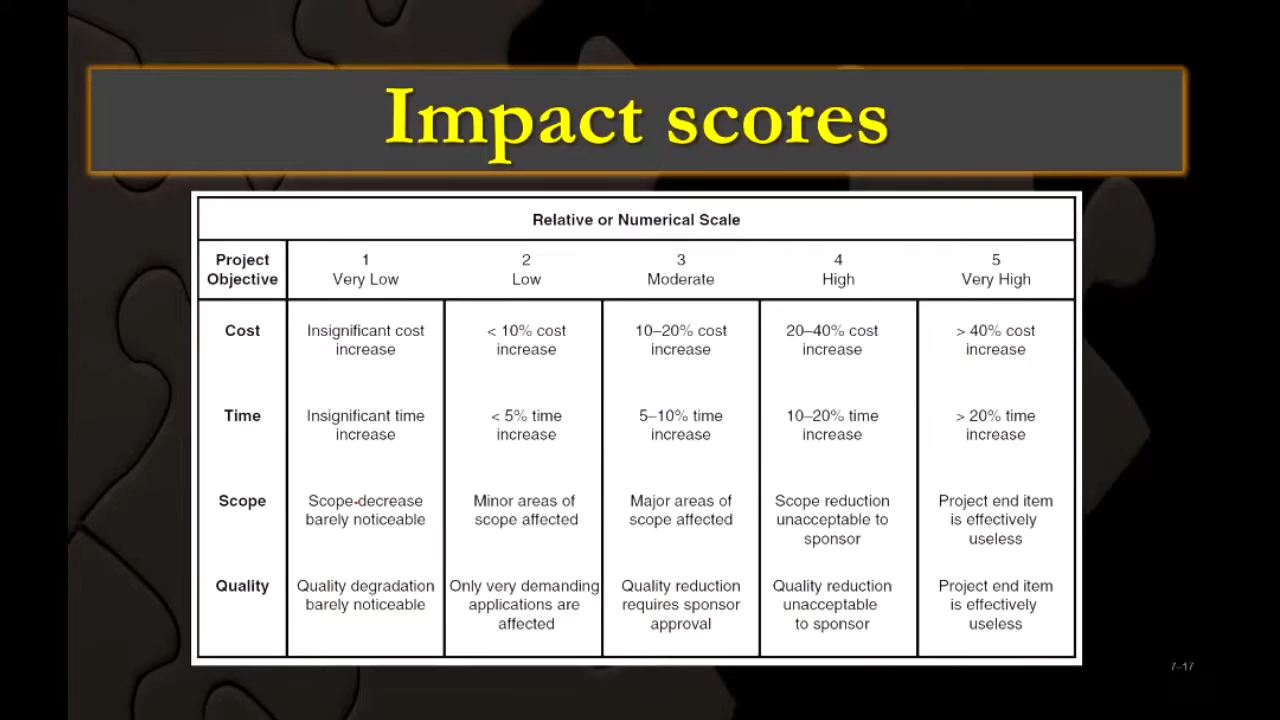 Impact scores
Relative or Numerical Scale
Project Objective | 1 Very Low | 2 Low | 3 Moderate | 4 High | 5 Very High
Cost | Insignificant cost increase | < 10% cost increase | 10–20% cost increase | 20–40% cost increase | > 40% cost increase
Time | Insignificant time increase | < 5% time increase | 5–10% time increase | 10–20% time increase | > 20% time increase
Scope | Scope decrease barely noticeable | Minor areas of scope affected | Major areas of scope affected | Scope reduction unacceptable to sponsor | Project end item is effectively useless
Quality | Quality degradation barely noticeable | Only very demanding applications are affected | Quality reduction requires sponsor approval | Quality reduction unacceptable to sponsor | Project end item is effectively useless
7–17